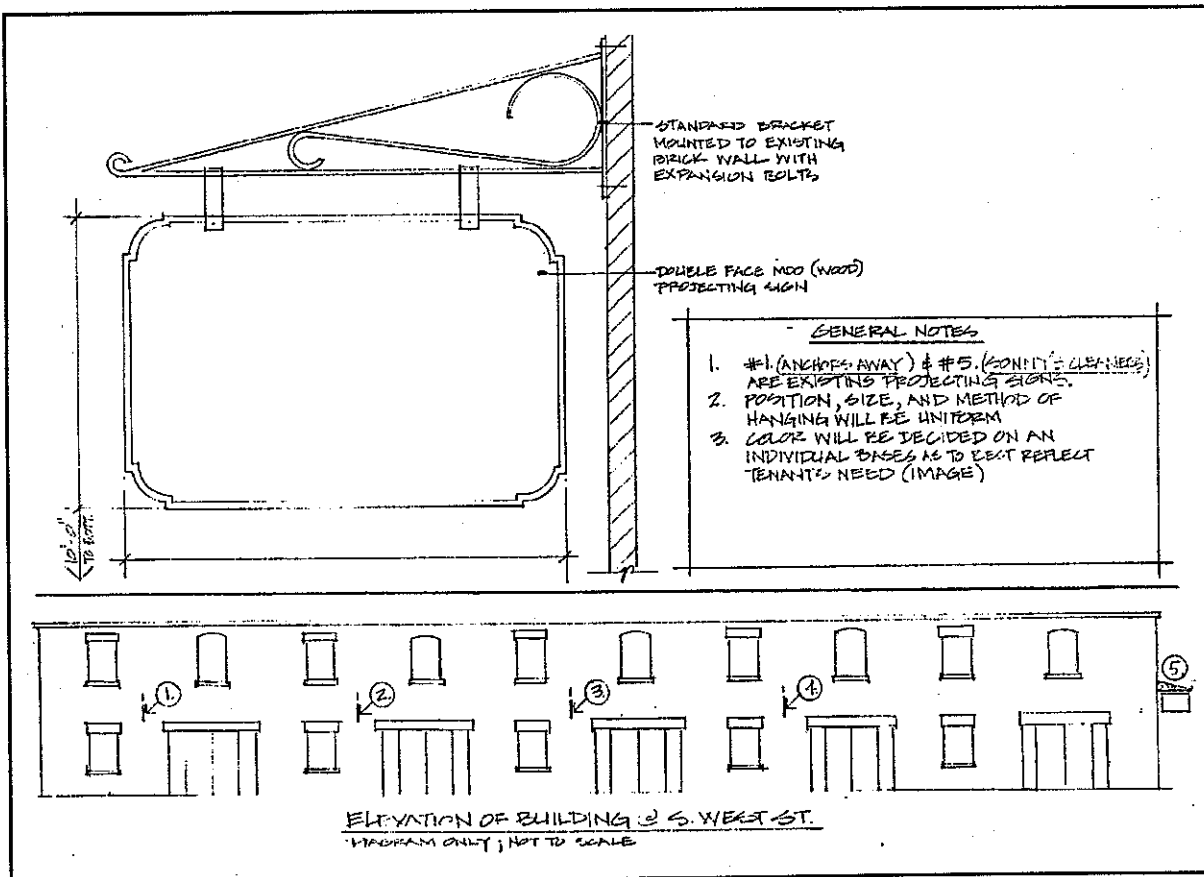 STANDARD BRACKET
MOUNTED TO EXISTING
BRICK WALL WITH
EXPANSION BOLTS
DOUBLE FACE MDO (WOOD)
PROJECTING SIGN
GENERAL NOTES
1. #1. (ANCHORS AWAY) & #5. (SONNY'S CLEANERS)
ARE EXISTING PROJECTING SIGNS.
2. POSITION, SIZE, AND METHOD OF
HANGING WILL BE UNIFORM
3. COLOR WILL BE DECIDED ON AN
INDIVIDUAL BASES AS TO BEST REFLECT
TENANT'S NEED (IMAGE)
10'-0"
TO BOTT.
1.
2.
3.
4.
5
ELEVATION OF BUILDING @ S. WEST ST.
DIAGRAM ONLY; NOT TO SCALE